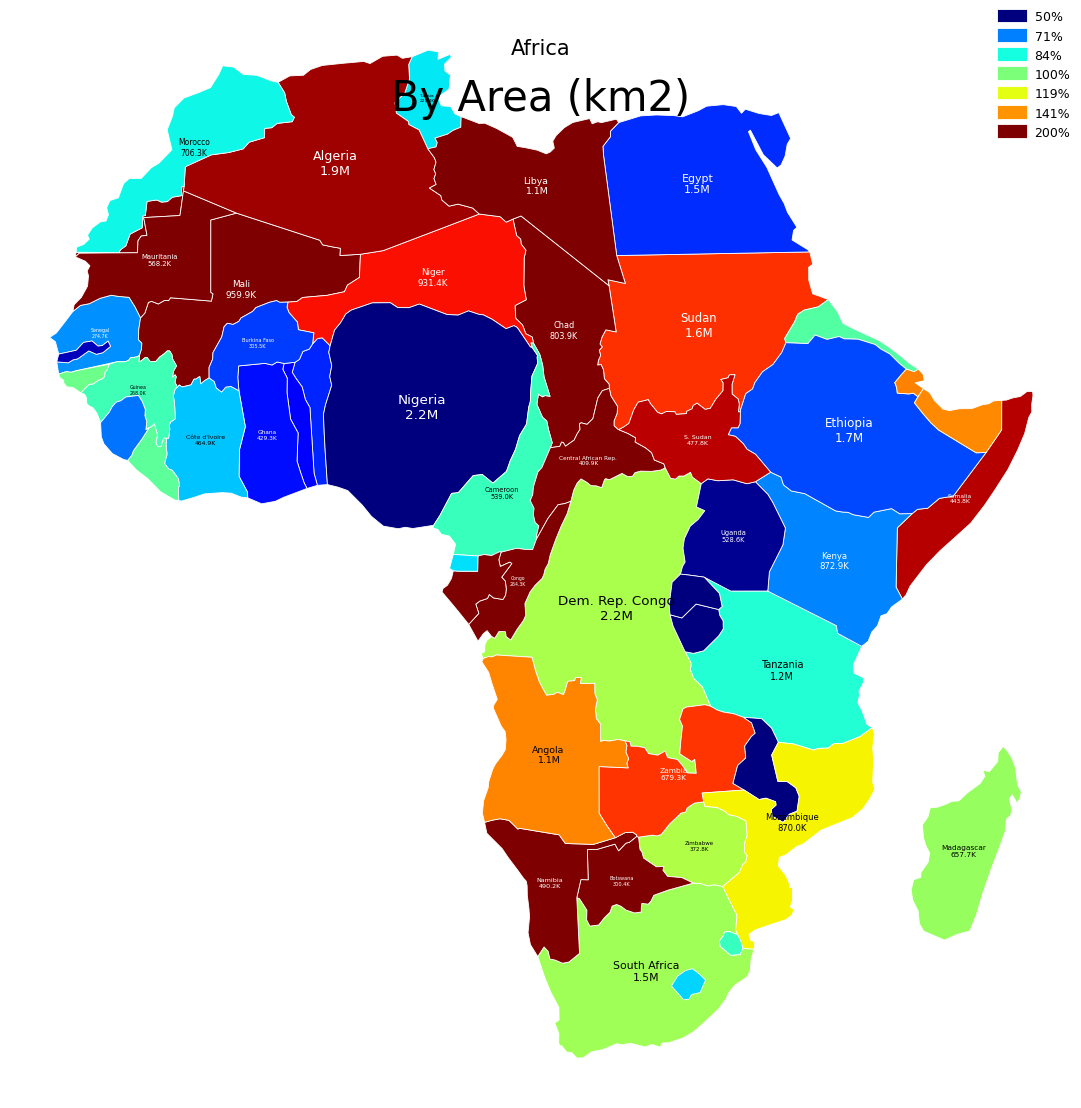 Africa
By Area (km2)
50%
71%
84%
100%
119%
141%
200%
Morocco
706.3K
Algeria
1.9M
Libya
1.1M
Egypt
1.5M
Mauritania
568.2K
Mali
959.9K
Niger
931.4K
Chad
803.9K
Sudan
1.6M
Senegal
Burkina Faso
305.5K
Guinea
268.0K
Côte d'Ivoire
464.9K
Ghana
429.3K
Nigeria
2.2M
Cameroon
539.0K
Central African Rep.
409.9K
S. Sudan
477.8K
Ethiopia
1.7M
Somalia
443.8K
Uganda
528.6K
Kenya
872.9K
Congo
264.3K
Dem. Rep. Congo
2.2M
Tanzania
1.2M
Angola
1.1M
Zambia
679.3K
Mozambique
870.0K
Zimbabwe
372.8K
Madagascar
657.7K
Namibia
490.2K
Botswana
300.4K
South Africa
1.5M